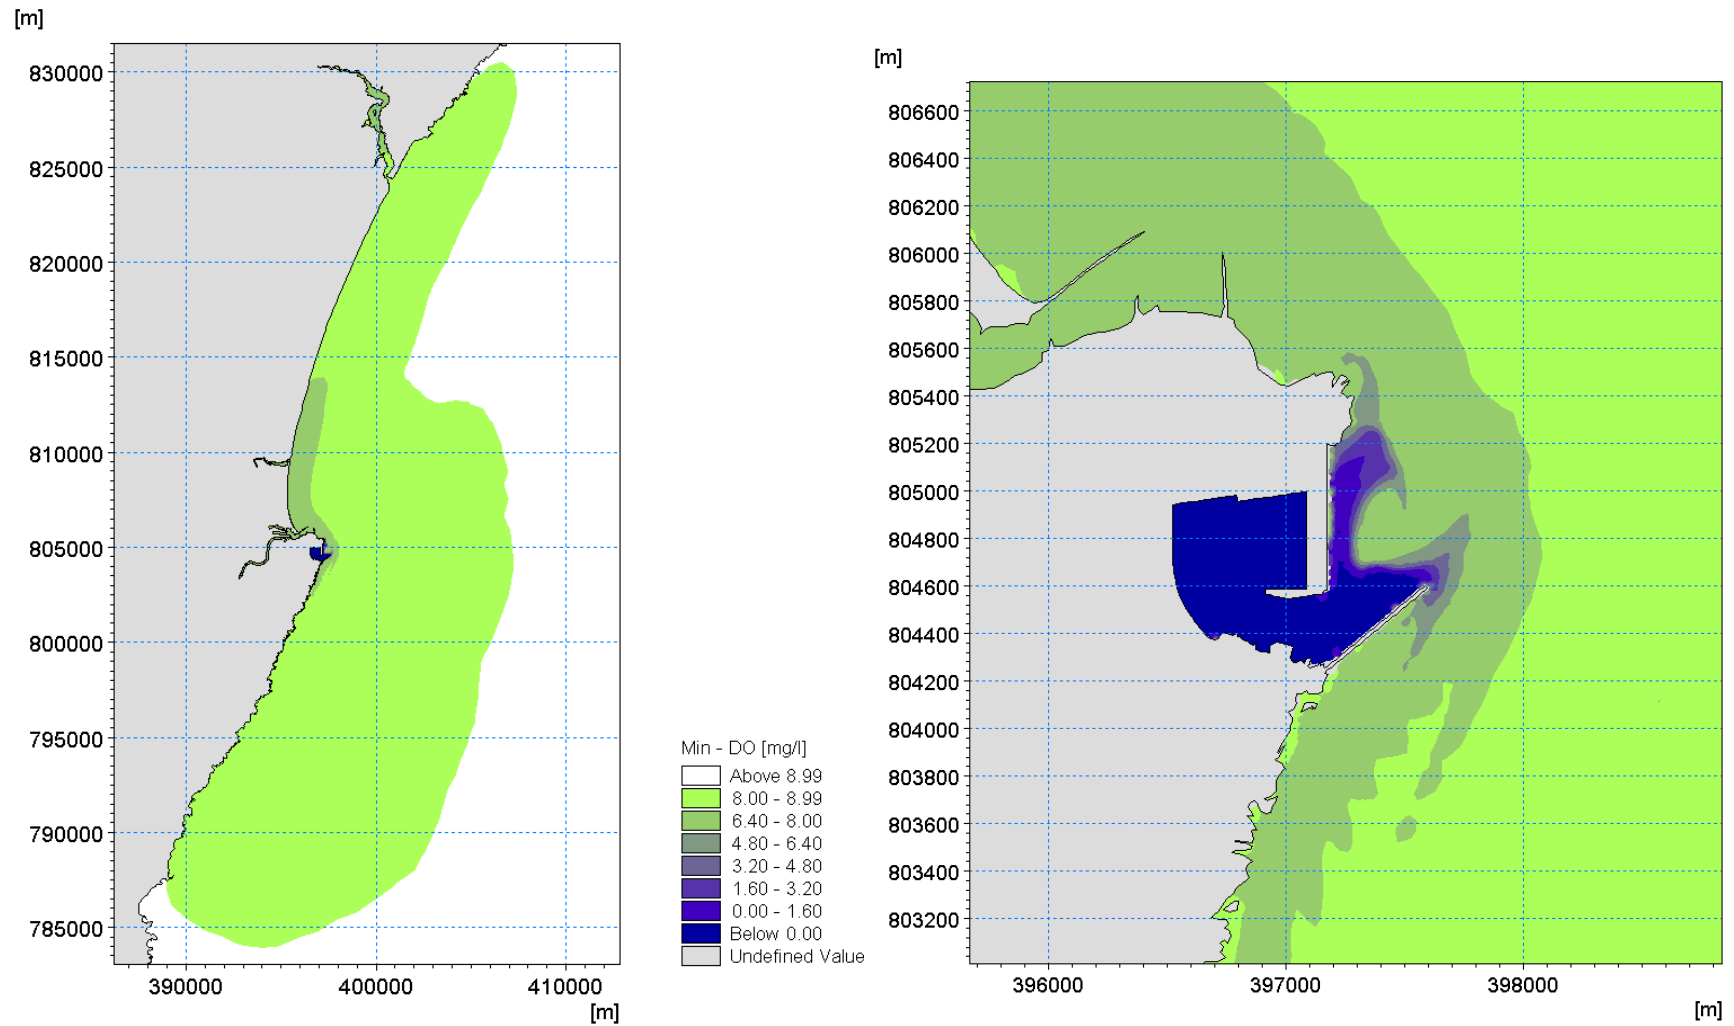 [m]
830000
825000
820000
815000
810000
805000
800000
795000
790000
785000
390000
400000
410000
[m]
Min - DO [mg/l]
Above 8.99
8.00 - 8.99
6.40 - 8.00
4.80 - 6.40
3.20 - 4.80
1.60 - 3.20
0.00 - 1.60
Below 0.00
Undefined Value
[m]
806600
806400
806200
806000
805800
805600
805400
805200
805000
804800
804600
804400
804200
804000
803800
803600
803400
803200
396000
397000
398000
[m]